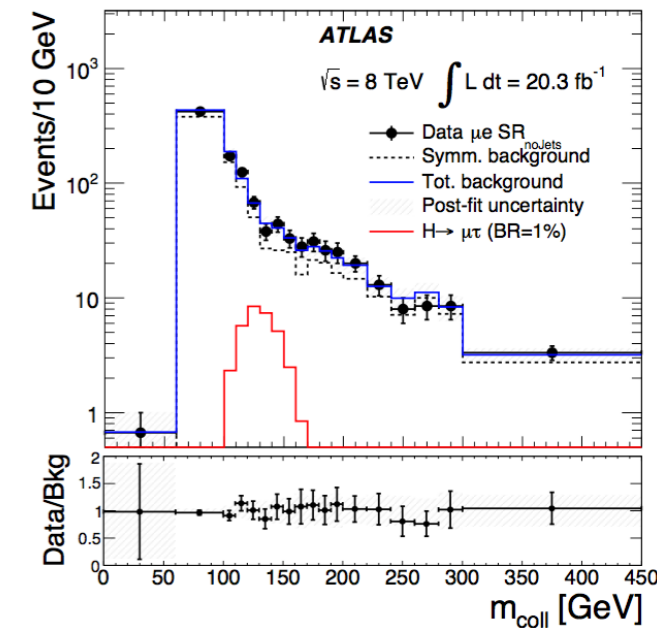 ATLAS
√s = 8 TeV ∫ L dt = 20.3 fb⁻¹
Data μe SR noJets
Symm. background
Tot. background
Post-fit uncertainty
H→ μτ (BR=1%)
Events/10 GeV
10³
10²
10
1
Data/Bkg
2
1.5
1
0.5
0
0 50 100 150 200 250 300 350 400 450
m_coll [GeV]